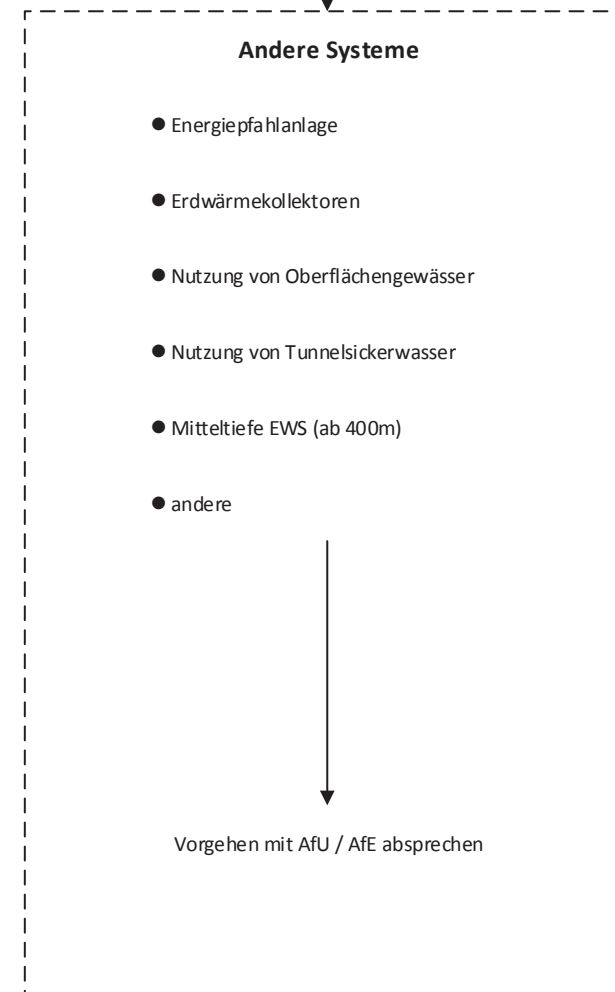 Andere Systeme
● Energiepfahlanlage
● Erdwärmekollektoren
● Nutzung von Oberflächengewässer
● Nutzung von Tunnelsickerwasser
● Mitteltiefe EWS (ab 400m)
● andere
Vorgehen mit AfU / AfE absprechen